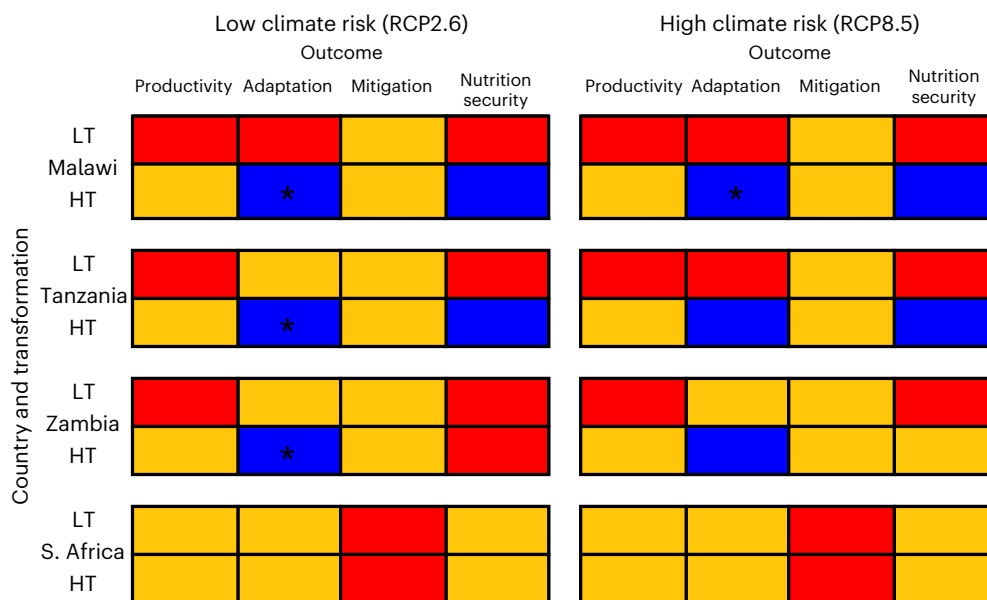 Low climate risk (RCP2.6)
Outcome
Productivity Adaptation Mitigation Nutrition security
High climate risk (RCP8.5)
Outcome
Productivity Adaptation Mitigation Nutrition security
Country and transformation
LT
Malawi
HT
*
*
LT
Tanzania
HT
*
LT
Zambia
HT
*
LT
S. Africa
HT